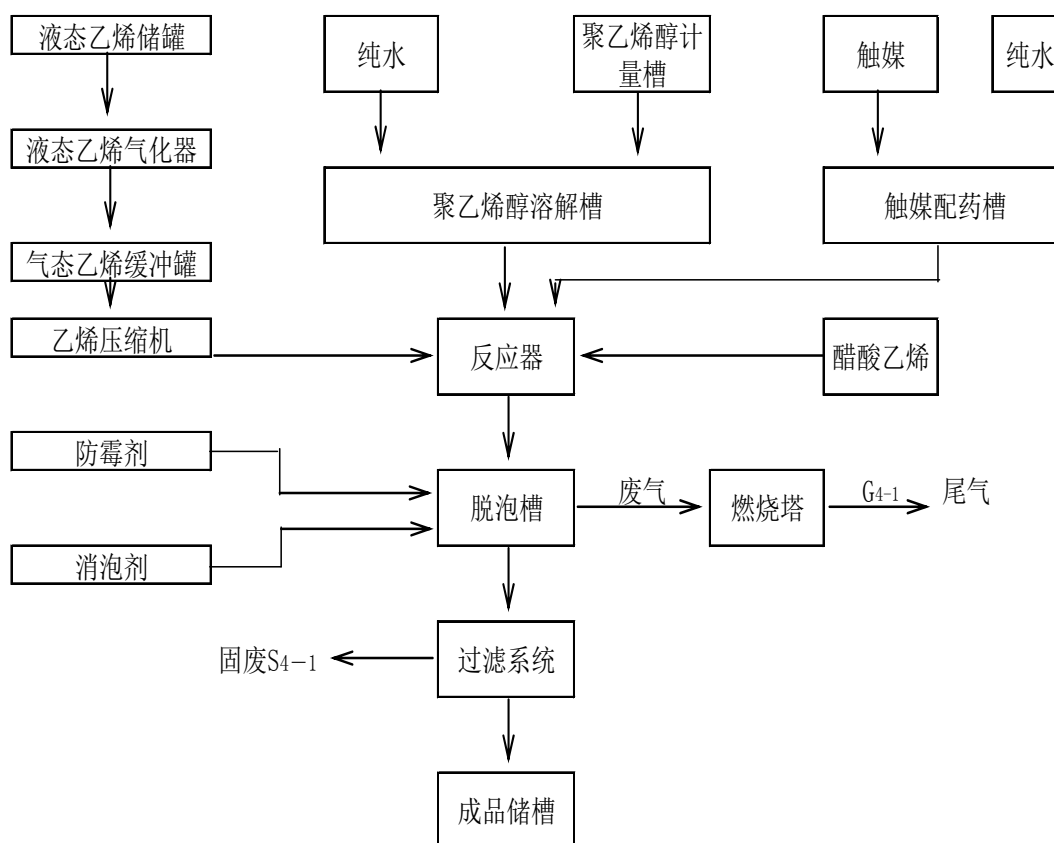 液态乙烯储罐
纯水
聚乙烯醇计
量槽
触媒
纯水
液态乙烯气化器
聚乙烯醇溶解槽
触媒配药槽
气态乙烯缓冲罐
乙烯压缩机
反应器
醋酸乙烯
防霉剂
脱泡槽
废气
燃烧塔
G4-1
尾气
消泡剂
固废S4-1
过滤系统
成品储槽